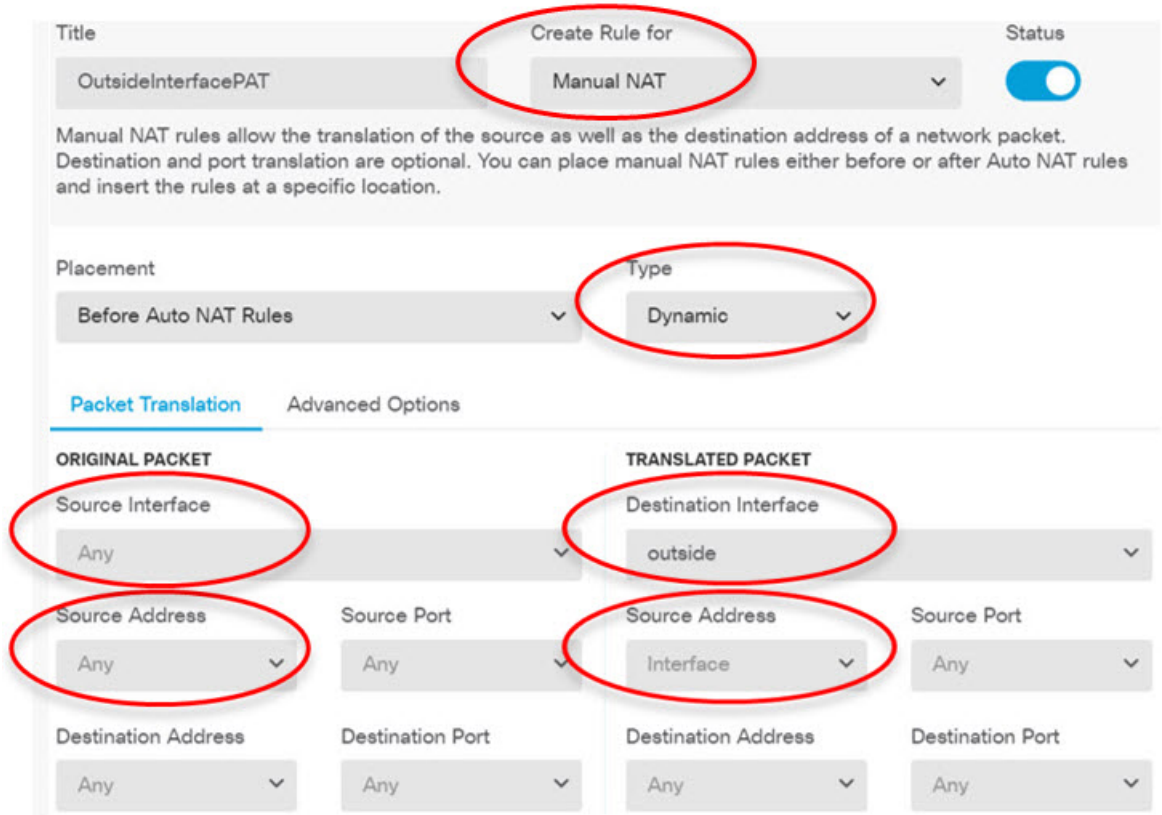 Title Create Rule for Status
OutsideInterfacePAT Manual NAT
Manual NAT rules allow the translation of the source as well as the destination address of a network packet.
Destination and port translation are optional. You can place manual NAT rules either before or after Auto NAT rules
and insert the rules at a specific location.
Placement Type
Before Auto NAT Rules Dynamic
Packet Translation Advanced Options
ORIGINAL PACKET TRANSLATED PACKET
Source Interface Destination Interface
Any outside
Source Address Source Port Source Address Source Port
Any Any Interface Any
Destination Address Destination Port Destination Address Destination Port
Any Any Any Any